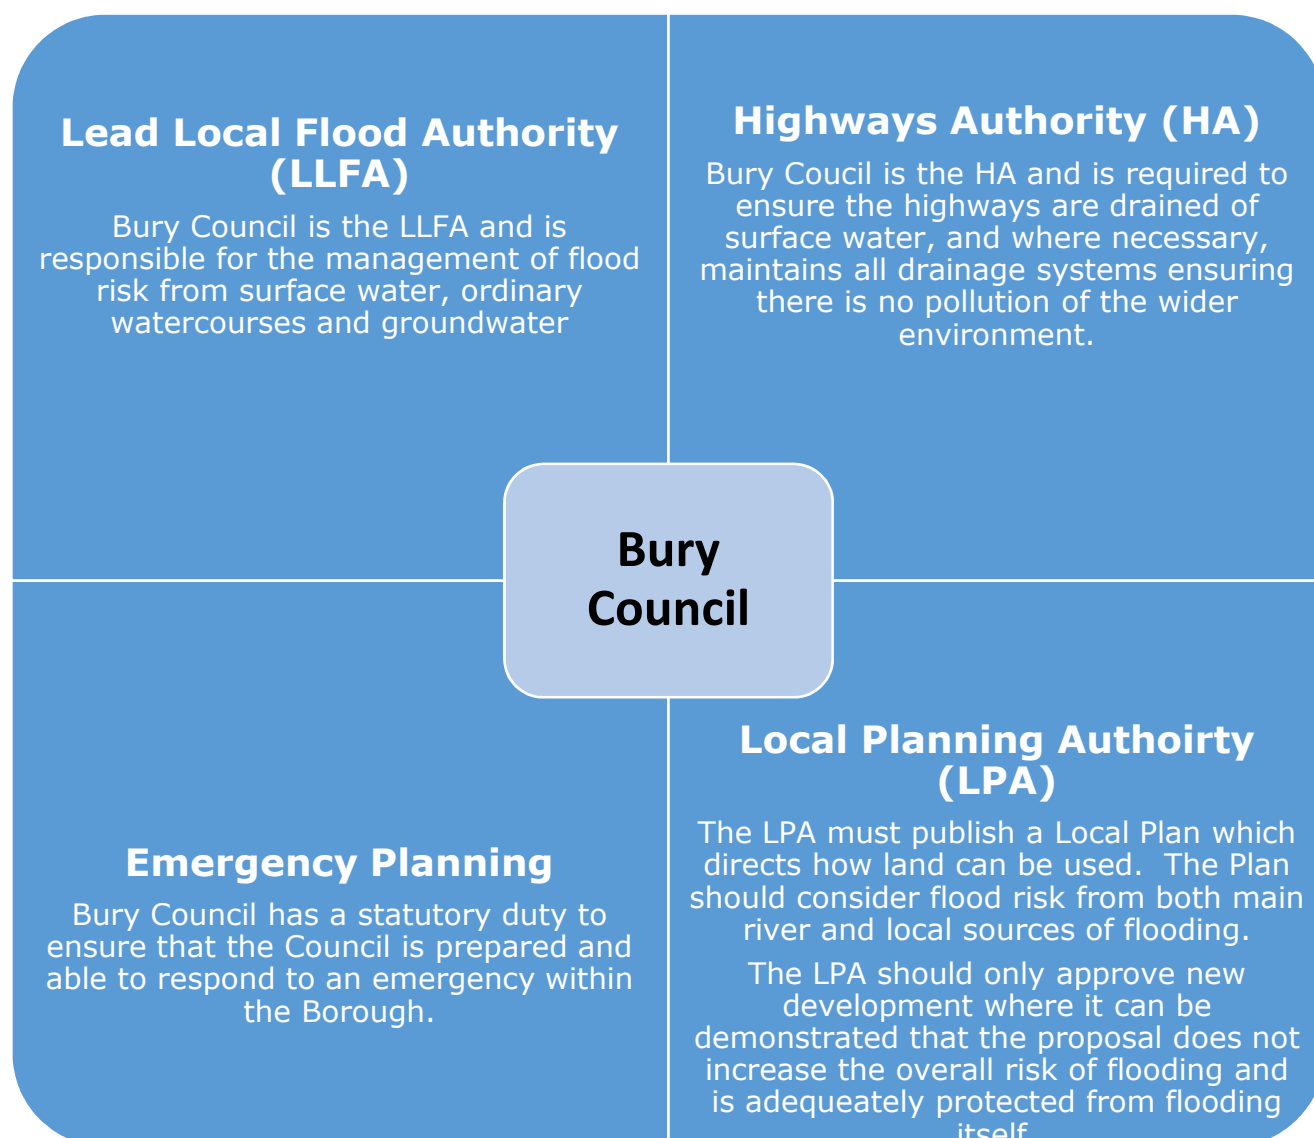 Lead Local Flood Authority
(LLFA)
Bury Council is the LLFA and is
responsible for the management of flood
risk from surface water, ordinary
watercourses and groundwater
Highways Authority (HA)
Bury Coucil is the HA and is required to
ensure the highways are drained of
surface water, and where necessary,
maintains all drainage systems ensuring
there is no pollution of the wider
environment.
Bury
Council
Emergency Planning
Bury Council has a statutory duty to
ensure that the Council is prepared and
able to respond to an emergency within
the Borough.
Local Planning Authoirty
(LPA)
The LPA must publish a Local Plan which
directs how land can be used.  The Plan
should consider flood risk from both main
river and local sources of flooding.
The LPA should only approve new
development where it can be
demonstrated that the proposal does not
increase the overall risk of flooding and
is adequeately protected from flooding
itself